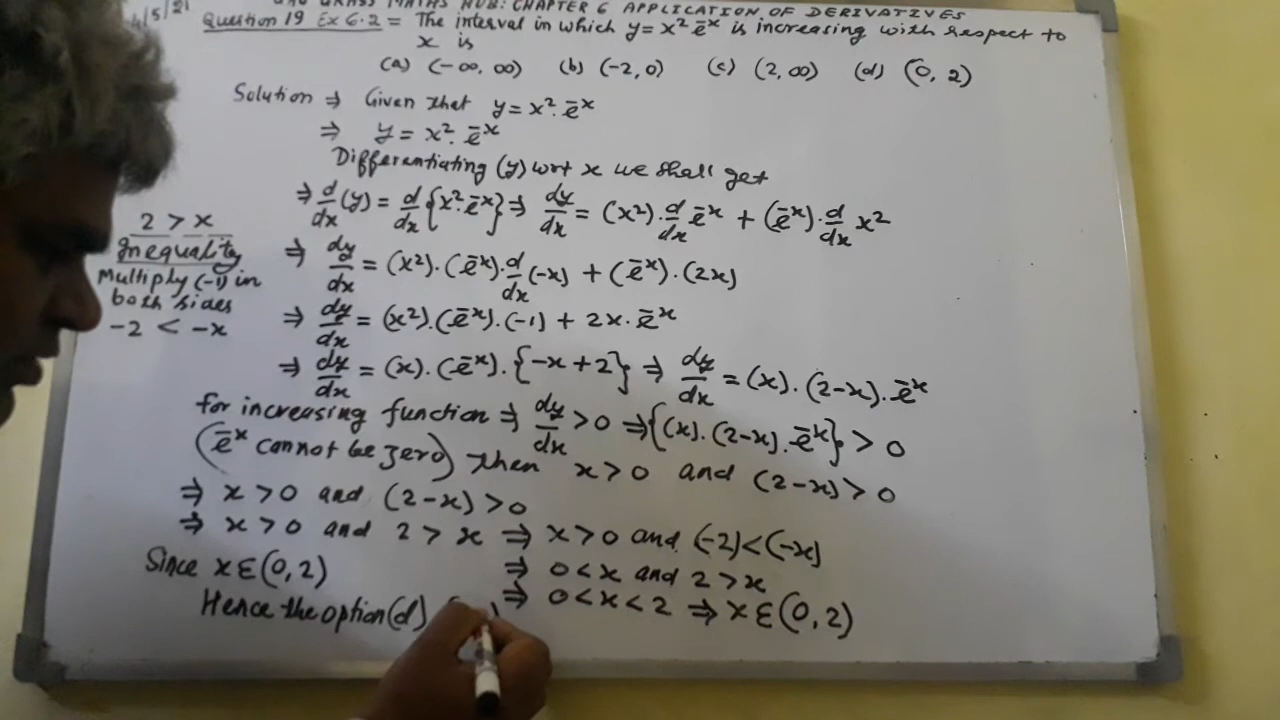 MATHS HUB: CHAPTER 6 APPLICATION OF DERIVATIVES
4/5/21
Question 19 Ex 6.2 = The interval in which y = x² e⁻ˣ is increasing with respect to
x is
(a) (-∞, ∞) (b) (-2, 0) (c) (2, ∞) (d) (0, 2)
Solution ⇒ Given that y = x². e⁻ˣ
⇒ y = x². e⁻ˣ
Differentiating (y) wrt x we shall get
⇒ d/dx (y) = d/dx {x². e⁻ˣ} ⇒ dy/dx = (x²). d/dx e⁻ˣ + (e⁻ˣ). d/dx x²
⇒ dy/dx = (x²). (e⁻ˣ). d/dx (-x) + (e⁻ˣ). (2x)
⇒ dy/dx = (x²). (e⁻ˣ). (-1) + 2x. e⁻ˣ
⇒ dy/dx = (x). (e⁻ˣ). {-x + 2} ⇒ dy/dx = (x). (2-x). e⁻ˣ
2 > x
Inequality
Multiply (-1) in
both sides
-2 < -x
for increasing function ⇒ dy/dx > 0 ⇒ {(x). (2-x). e⁻ˣ} > 0
(e⁻ˣ cannot be zero) then x > 0 and (2-x) > 0
⇒ x > 0 and (2-x) > 0
⇒ x > 0 and 2 > x ⇒ x > 0 and (-2) < (-x)
⇒ 0 < x and 2 > x
⇒ 0 < x < 2 ⇒ x ε (0, 2)
Since x ε (0, 2)
Hence the option (d)